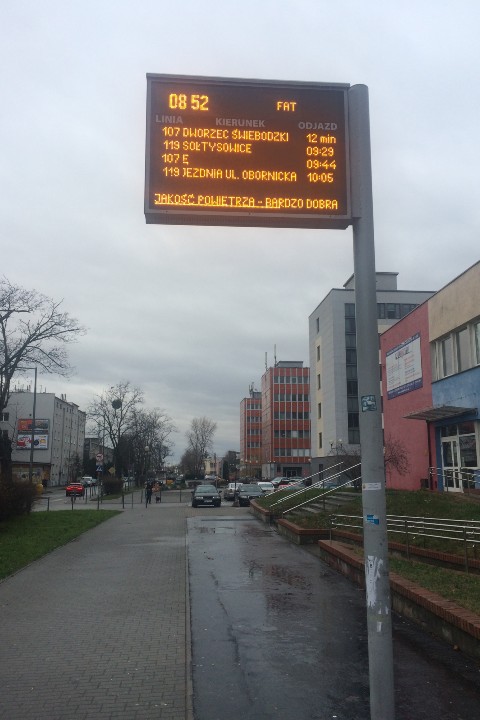 08:52 FAT
LINIA KIERUNEK ODJAZD
107 DWORZEC ŚWIEBODZKI 12 min
119 SOŁTYSOWICE 09:29
107 Ę 09:44
119 JEZDNIA UL. OBORNICKA 10:05
JAKOŚĆ POWIETRZA - BARDZO DOBRA